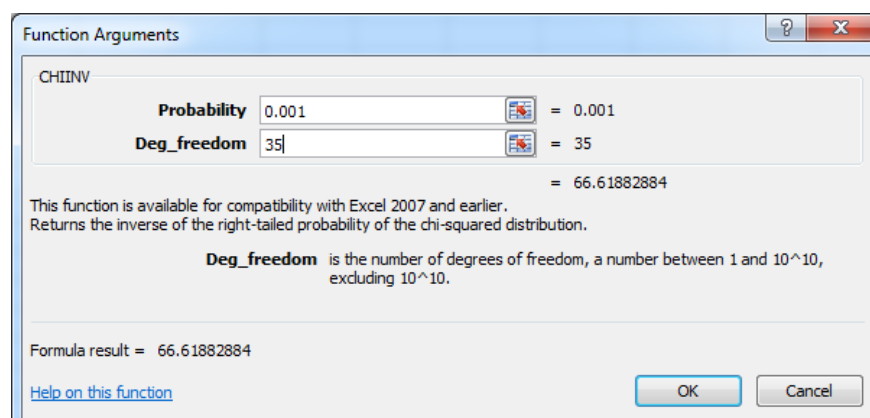 Function Arguments
CHIINV
Probability 0.001 = 0.001
Deg_freedom 35 = 35
= 66.61882884
This function is available for compatibility with Excel 2007 and earlier.
Returns the inverse of the right-tailed probability of the chi-squared distribution.
Deg_freedom is the number of degrees of freedom, a number between 1 and 10^10,
excluding 10^10.
Formula result = 66.61882884
Help on this function
OK Cancel